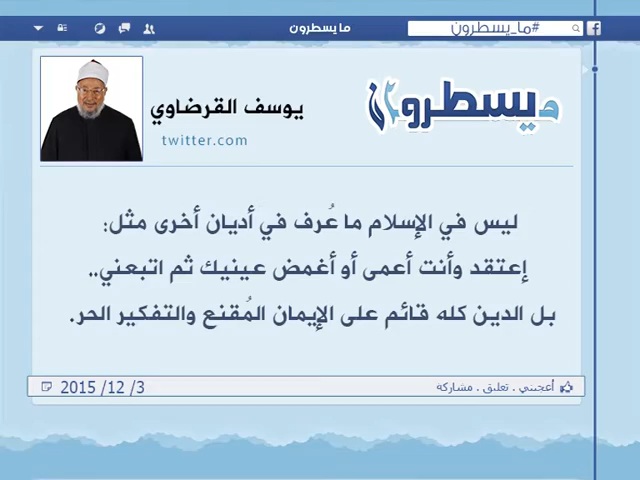 ما يسطرون
#ما_يسطرون
ما يسطرون
يوسف القرضاوي
twitter.com
ليس في الإسلام ما عُرف في أديان أخرى مثل:
إعتقد وأنت أعمى أو أغمض عينيك ثم اتبعني..
بل الدين كله قائم على الإيمان المُقنع والتفكير الحر.
أعجبني . تعليق . مشاركة
2015 /12 /3